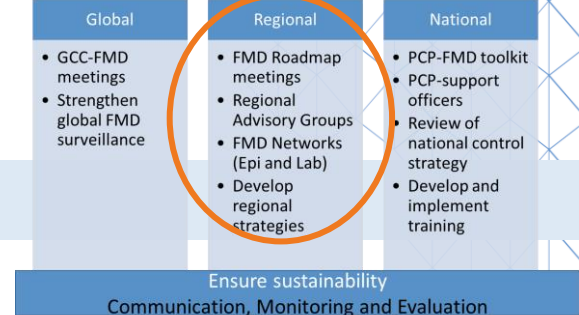 Global
• GCC-FMD
meetings
• Strengthen
global FMD
surveillance
Regional
• FMD Roadmap
meetings
• Regional
Advisory Groups
• FMD Networks
(Epi and Lab)
• Develop
regional
strategies
National
• PCP-FMD toolkit
• PCP-support
officers
• Review of
national control
strategy
• Develop and
implement
training
Ensure sustainability
Communication, Monitoring and Evaluation